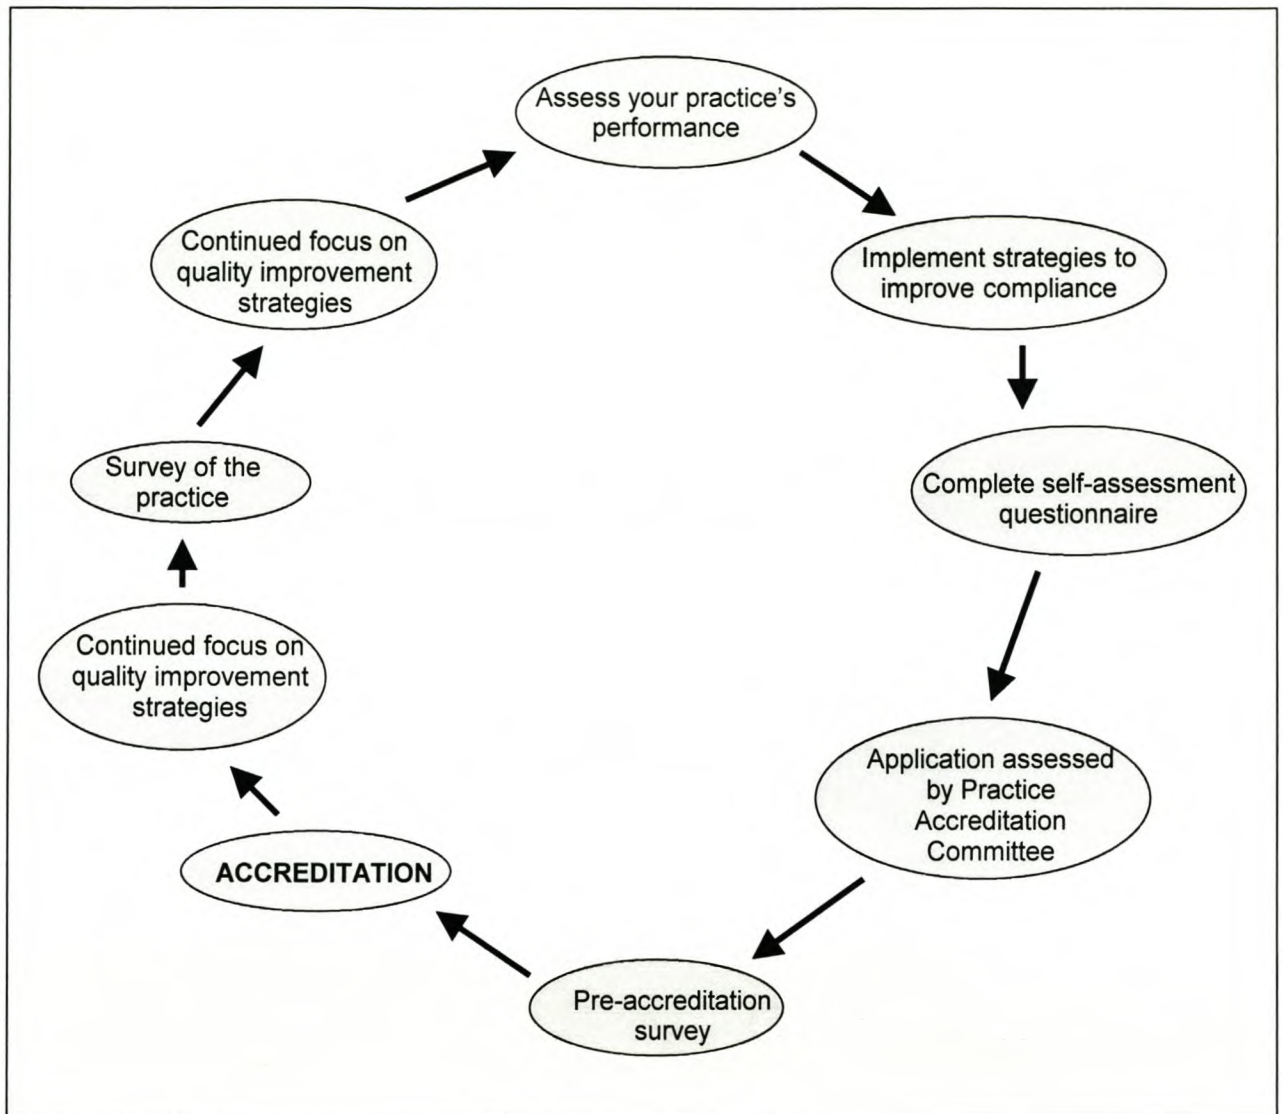 Assess your practice's
performance
Implement strategies to
improve compliance
Complete self-assessment
questionnaire
Application assessed
by Practice
Accreditation
Committee
Pre-accreditation
survey
ACCREDITATION
Continued focus on
quality improvement
strategies
Survey of the
practice
Continued focus on
quality improvement
strategies